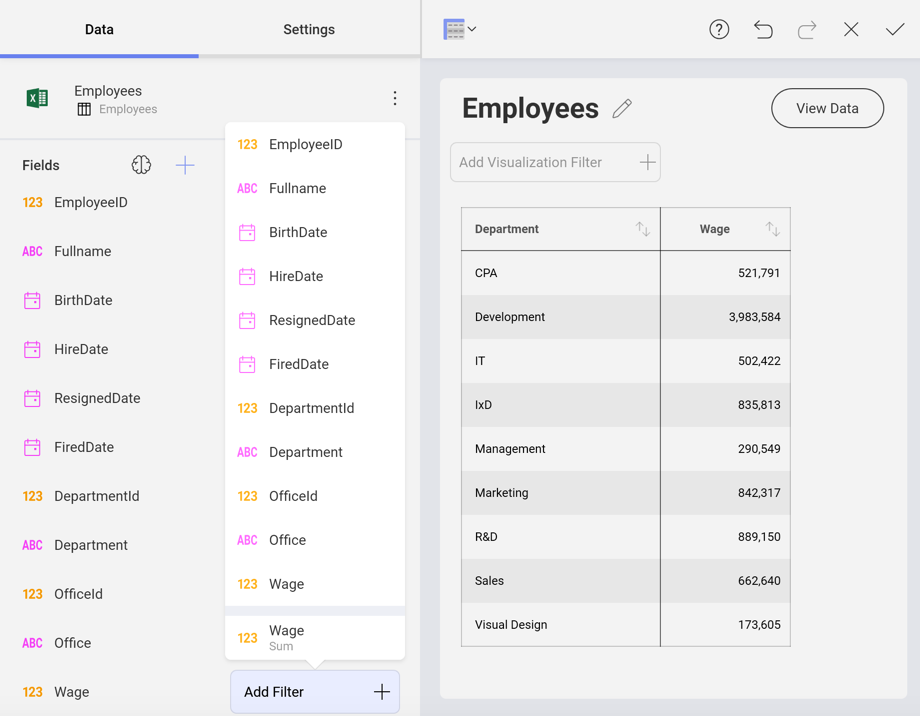 Data
Settings
Employees
Employees
Fields
123 EmployeeID
ABC Fullname
BirthDate
HireDate
ResignedDate
FiredDate
123 DepartmentId
ABC Department
123 OfficeId
ABC Office
123 Wage
123 EmployeeID
ABC Fullname
BirthDate
HireDate
ResignedDate
FiredDate
123 DepartmentId
ABC Department
123 OfficeId
ABC Office
123 Wage
123 Wage
Sum
Add Filter
Employees
View Data
Add Visualization Filter
Department Wage
CPA 521,791
Development 3,983,584
IT 502,422
IxD 835,813
Management 290,549
Marketing 842,317
R&D 889,150
Sales 662,640
Visual Design 173,605